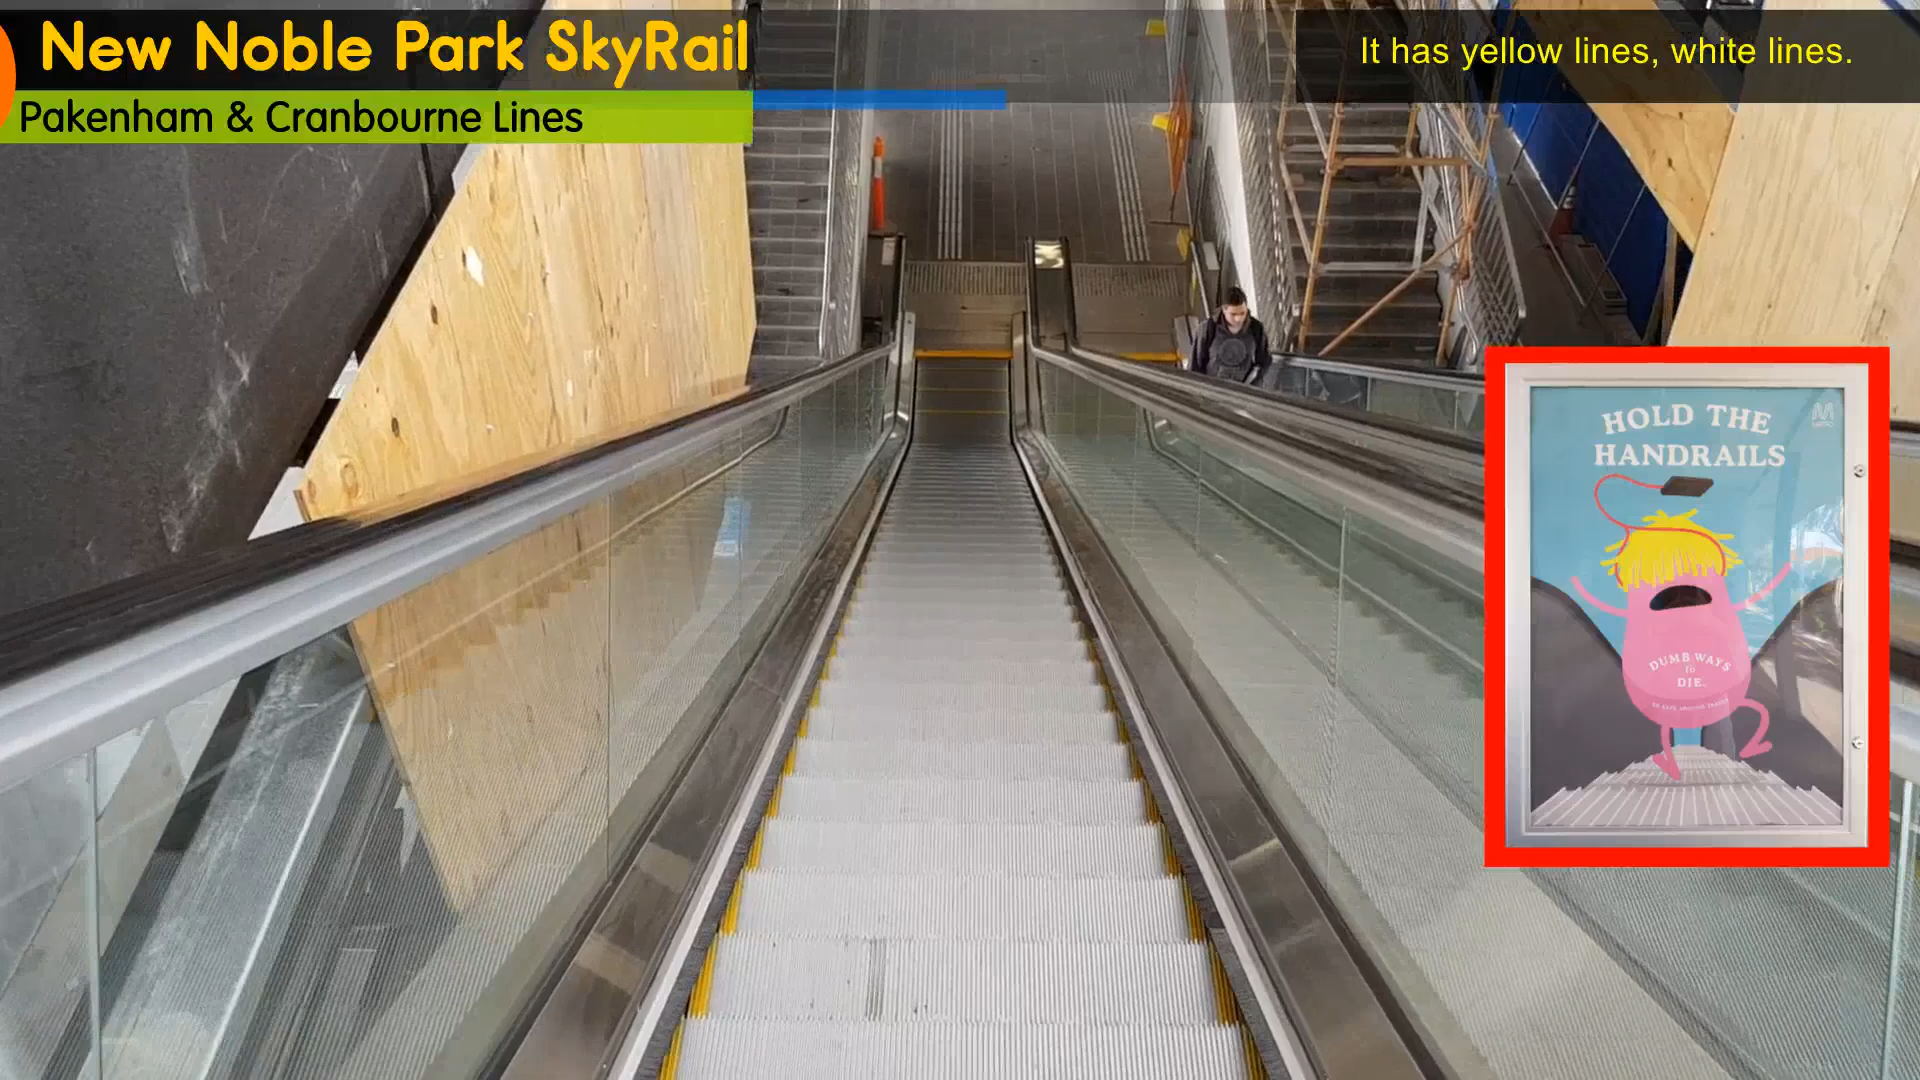 New Noble Park SkyRail
Pakenham & Cranbourne Lines
It has yellow lines, white lines.
HOLD THE
HANDRAILS
DUMB WAYS
to
DIE.